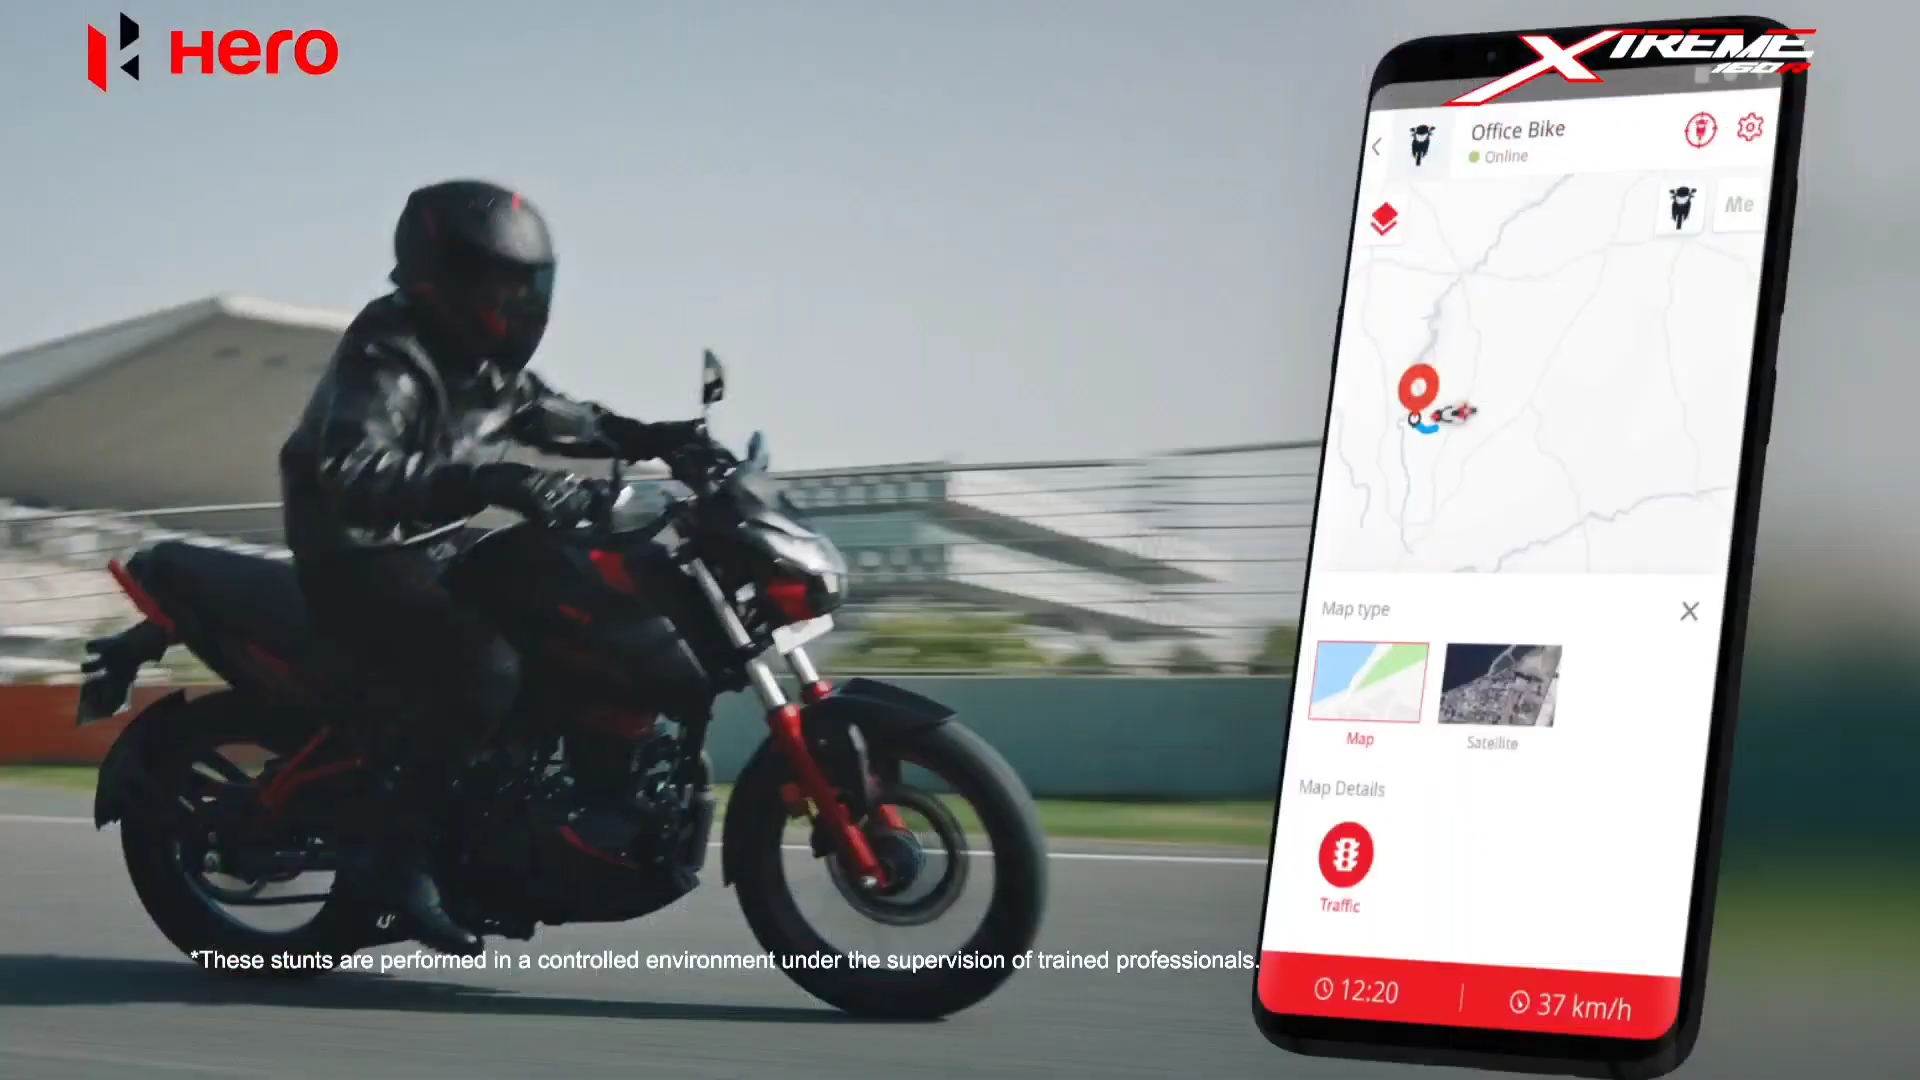 Hero
XTREME
160R
Office Bike
Online
Me
Map type
Map
Satellite
Map Details
Traffic
*These stunts are performed in a controlled environment under the supervision of trained professionals.
12:20
37 km/h